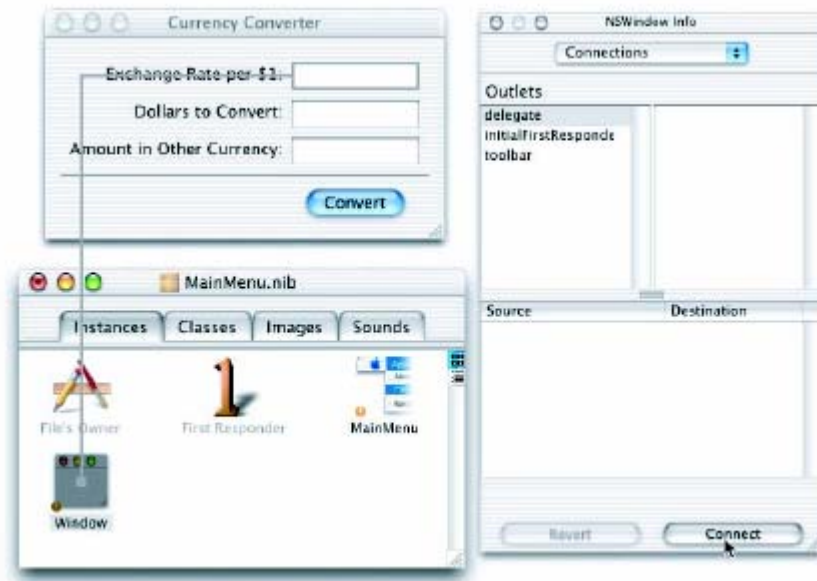 Currency Converter
Exchange Rate per $1:
Dollars to Convert:
Amount in Other Currency:
Convert
MainMenu.nib
Instances
Classes
Images
Sounds
File's Owner
First Responder
MainMenu
Window
NSWindow Info
Connections
Outlets
delegate
initialFirstResponde
toolbar
Source
Destination
Revert
Connect